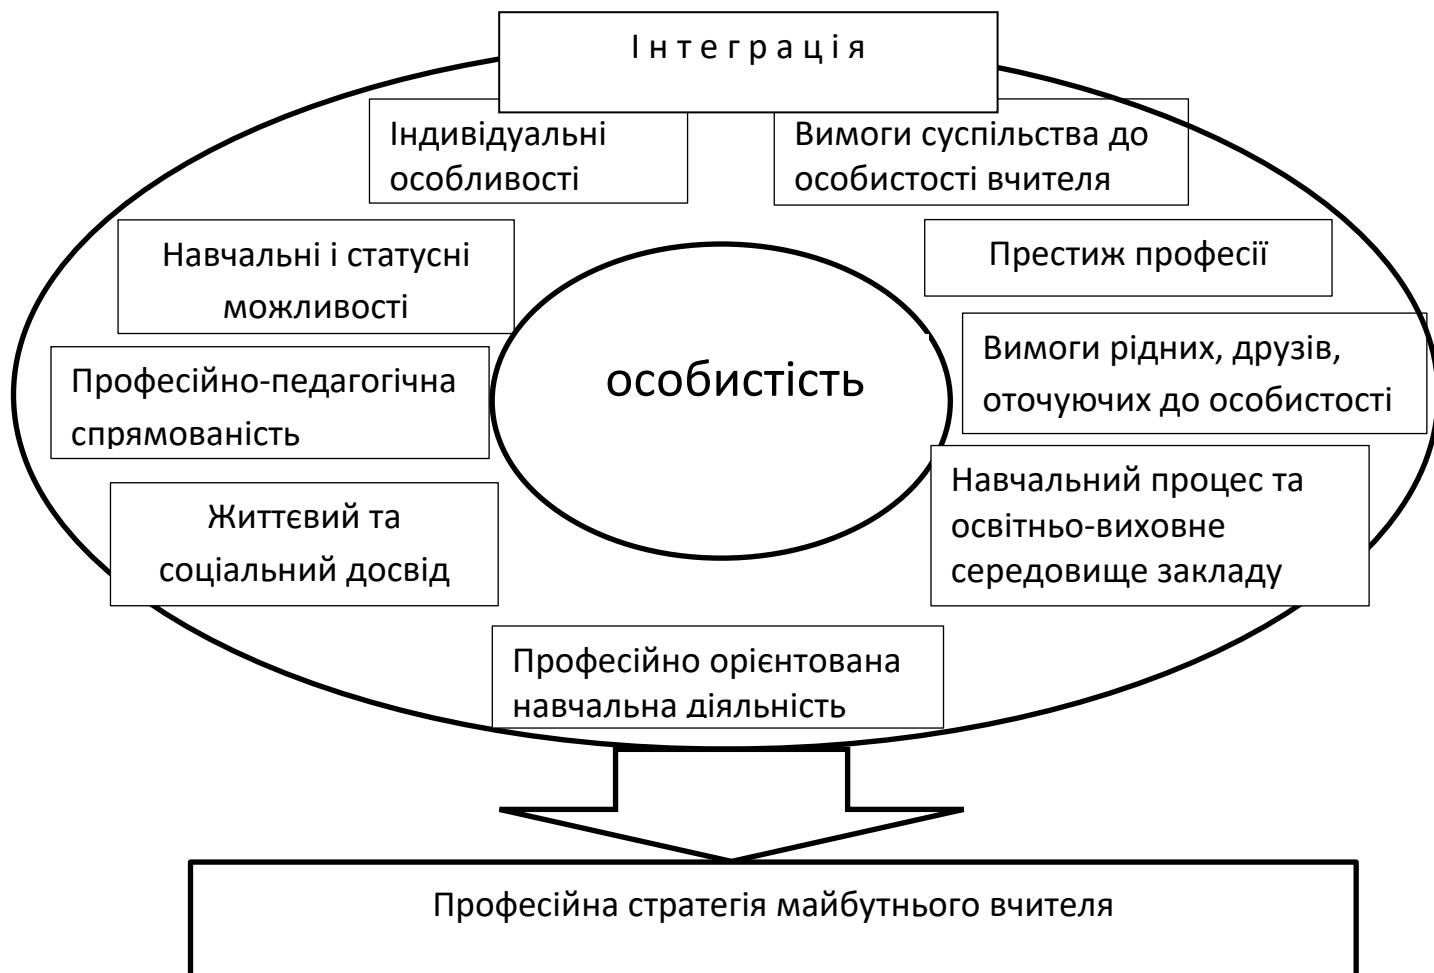 І н т е г р а ц і я
Індивідуальні
особливості
Вимоги суспільства до
особистості вчителя
Навчальні і статусні
можливості
Престиж професії
особистість
Професійно-педагогічна
спрямованість
Вимоги рідних, друзів,
оточуючих до особистості
Життєвий та
соціальний досвід
Навчальний процес та
освітньо-виховне
середовище закладу
Професійно орієнтована
навчальна діяльність
Професійна стратегія майбутнього вчителя